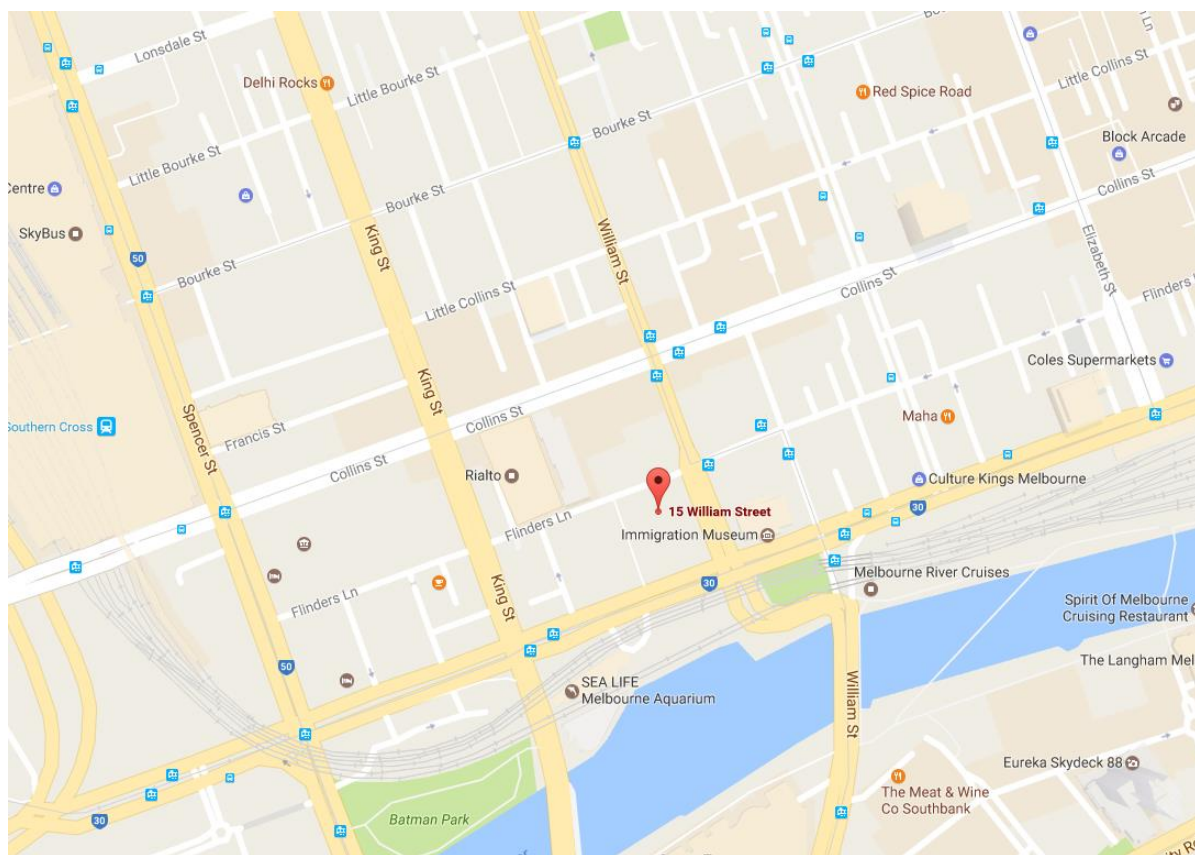 Lonsdale St
Delhi Rocks
Little Bourke St
Bourke St
Red Spice Road
Little Collins St
Block Arcade
Collins St
Little Bourke St
Centre
SkyBus
Bourke St
King St
William St
Elizabeth St
50
Bourke St
Little Collins St
Collins St
Flinders
Coles Supermarkets
King St
Spencer St
Collins St
Maha
Southern Cross
Francis St
Collins St
Rialto
15 William Street
Culture Kings Melbourne
30
Flinders Ln
Immigration Museum
30
Melbourne River Cruises
Flinders Ln
King St
Spirit Of Melbourne
Cruising Restaurant
50
SEA LIFE
Melbourne Aquarium
William St
The Langham Mel
Eureka Skydeck 88
The Meat & Wine
Co Southbank
30
Batman Park